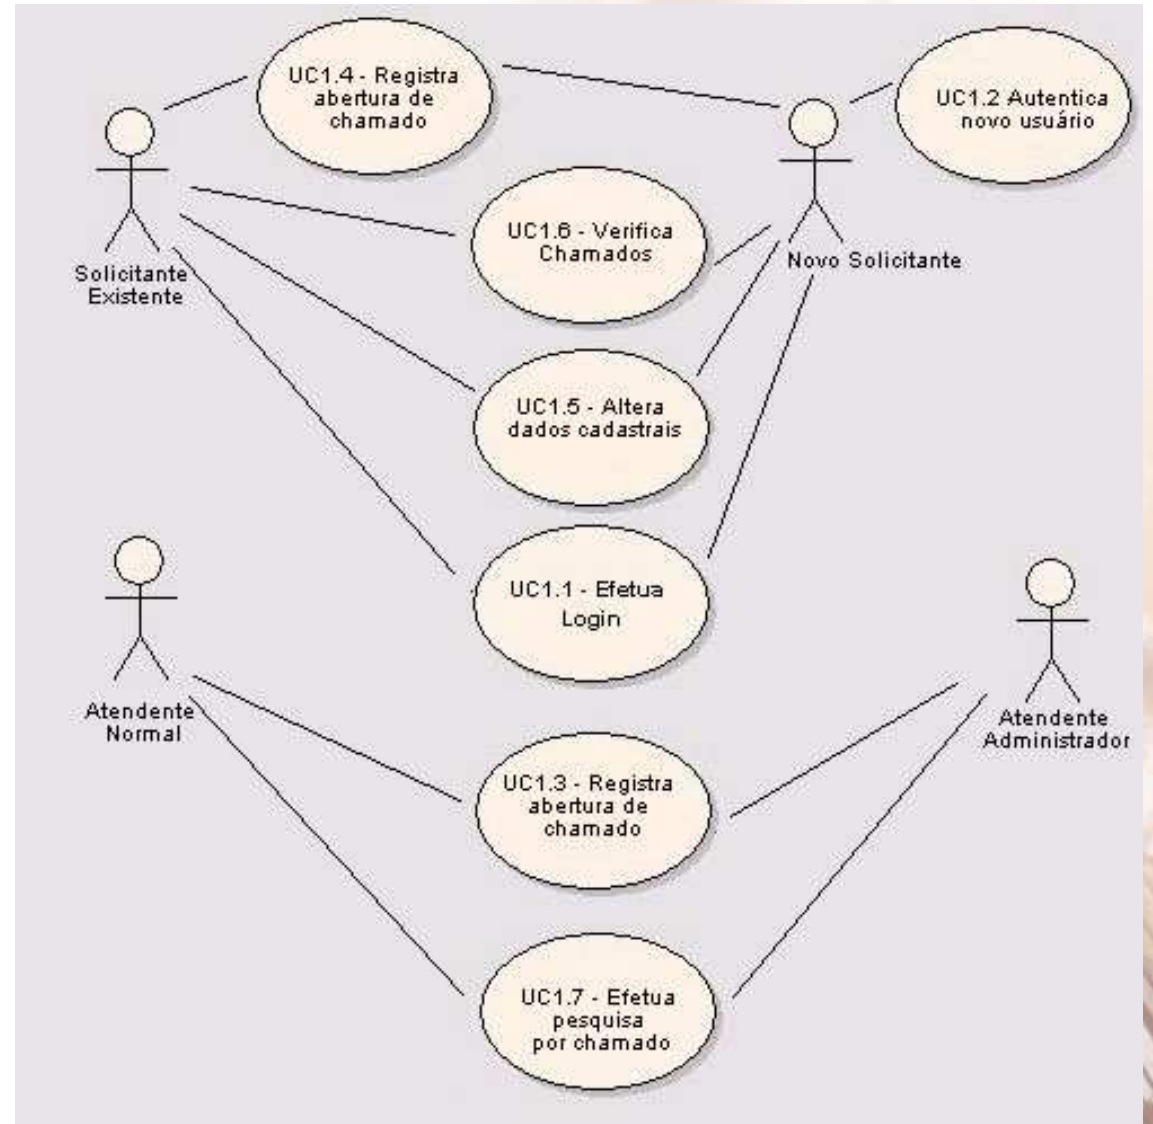 UC1.4 - Registra
abertura de
chamado
UC1.2 Autentica
novo usuário
UC1.6 - Verifica
Chamados
Solicitante
Existente
Novo Solicitante
UC1.5 - Altera
dados cadastrais
UC1.1 - Efetua
Login
Atendente
Normal
Atendente
Administrador
UC1.3 - Registra
abertura de
chamado
UC1.7 - Efetua
pesquisa
por chamado